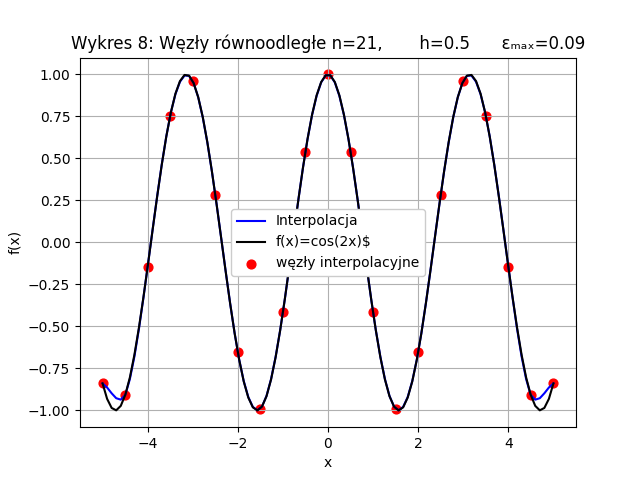 Wykres 8: Węzły równoodległe n=21, h=0.5 εₘₐₓ=0.09
1.00
0.75
0.50
0.25
0.00
−0.25
−0.50
−0.75
−1.00
f(x)
Interpolacja
f(x)=cos(2x)$
węzły interpolacyjne
−4
−2
0
2
4
x